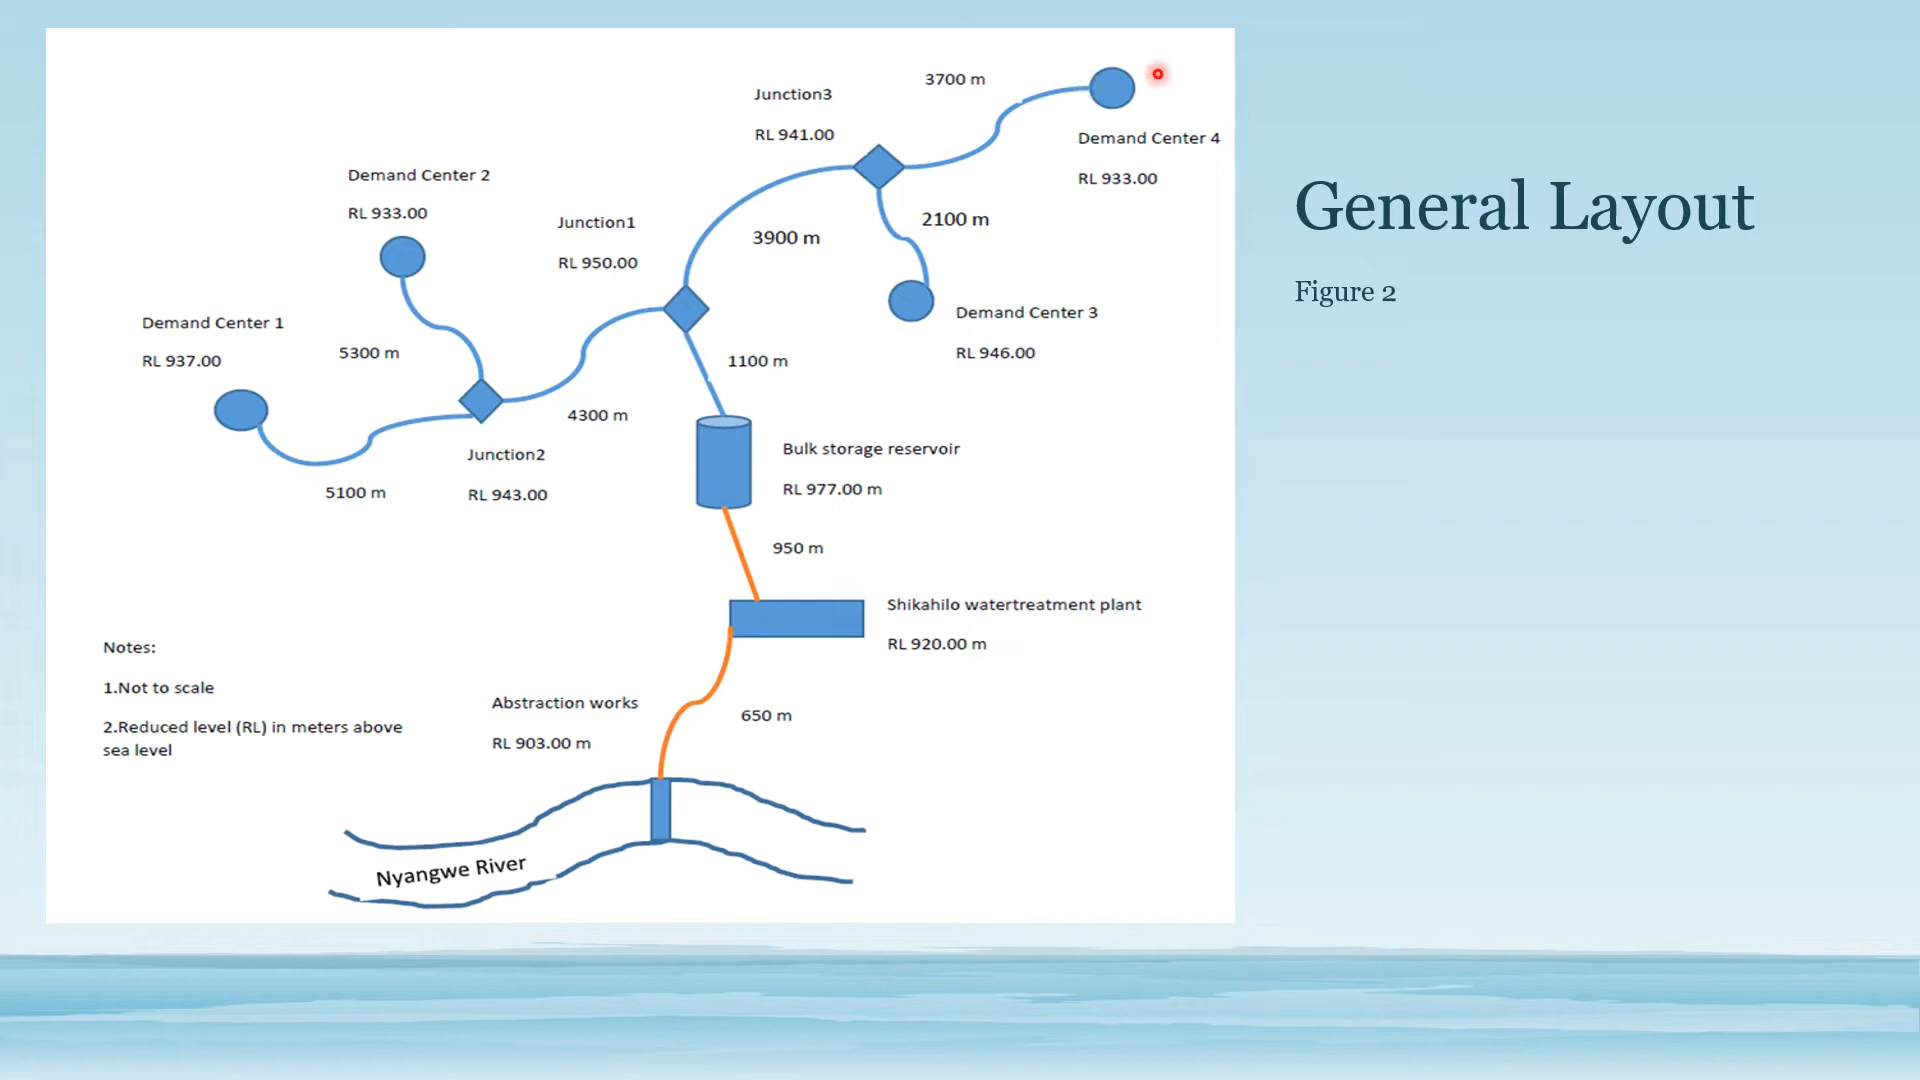 General Layout
Figure 2
3700 m
Junction3
RL 941.00
Demand Center 4
RL 933.00
Demand Center 2
RL 933.00
Junction1
RL 950.00
2100 m
3900 m
Demand Center 3
RL 946.00
Demand Center 1
RL 937.00
5300 m
1100 m
4300 m
Junction2
RL 943.00
5100 m
Bulk storage reservoir
RL 977.00 m
950 m
Shikahilo watertreatment plant
RL 920.00 m
Abstraction works
RL 903.00 m
650 m
Notes:
1.Not to scale
2.Reduced level (RL) in meters above
sea level
Nyangwe River